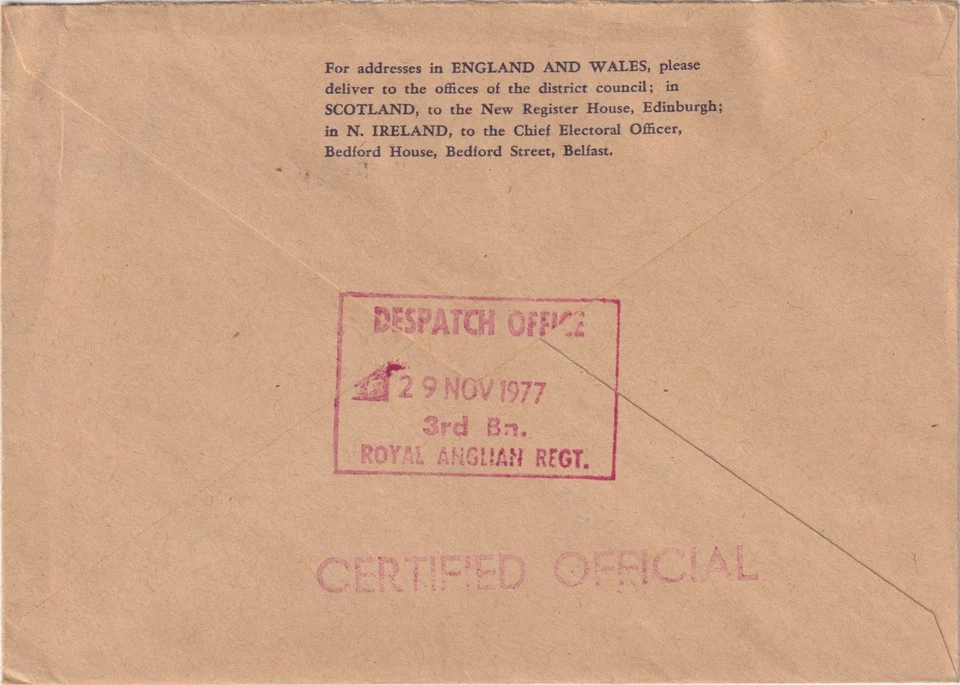 For addresses in ENGLAND AND WALES, please
deliver to the offices of the district council; in
SCOTLAND, to the New Register House, Edinburgh;
in N. IRELAND, to the Chief Electoral Officer,
Bedford House, Bedford Street, Belfast.
DESPATCH OFFICE
29 NOV 1977
3rd Bn.
ROYAL ANGLIAN REGT.
CERTIFIED OFFICIAL